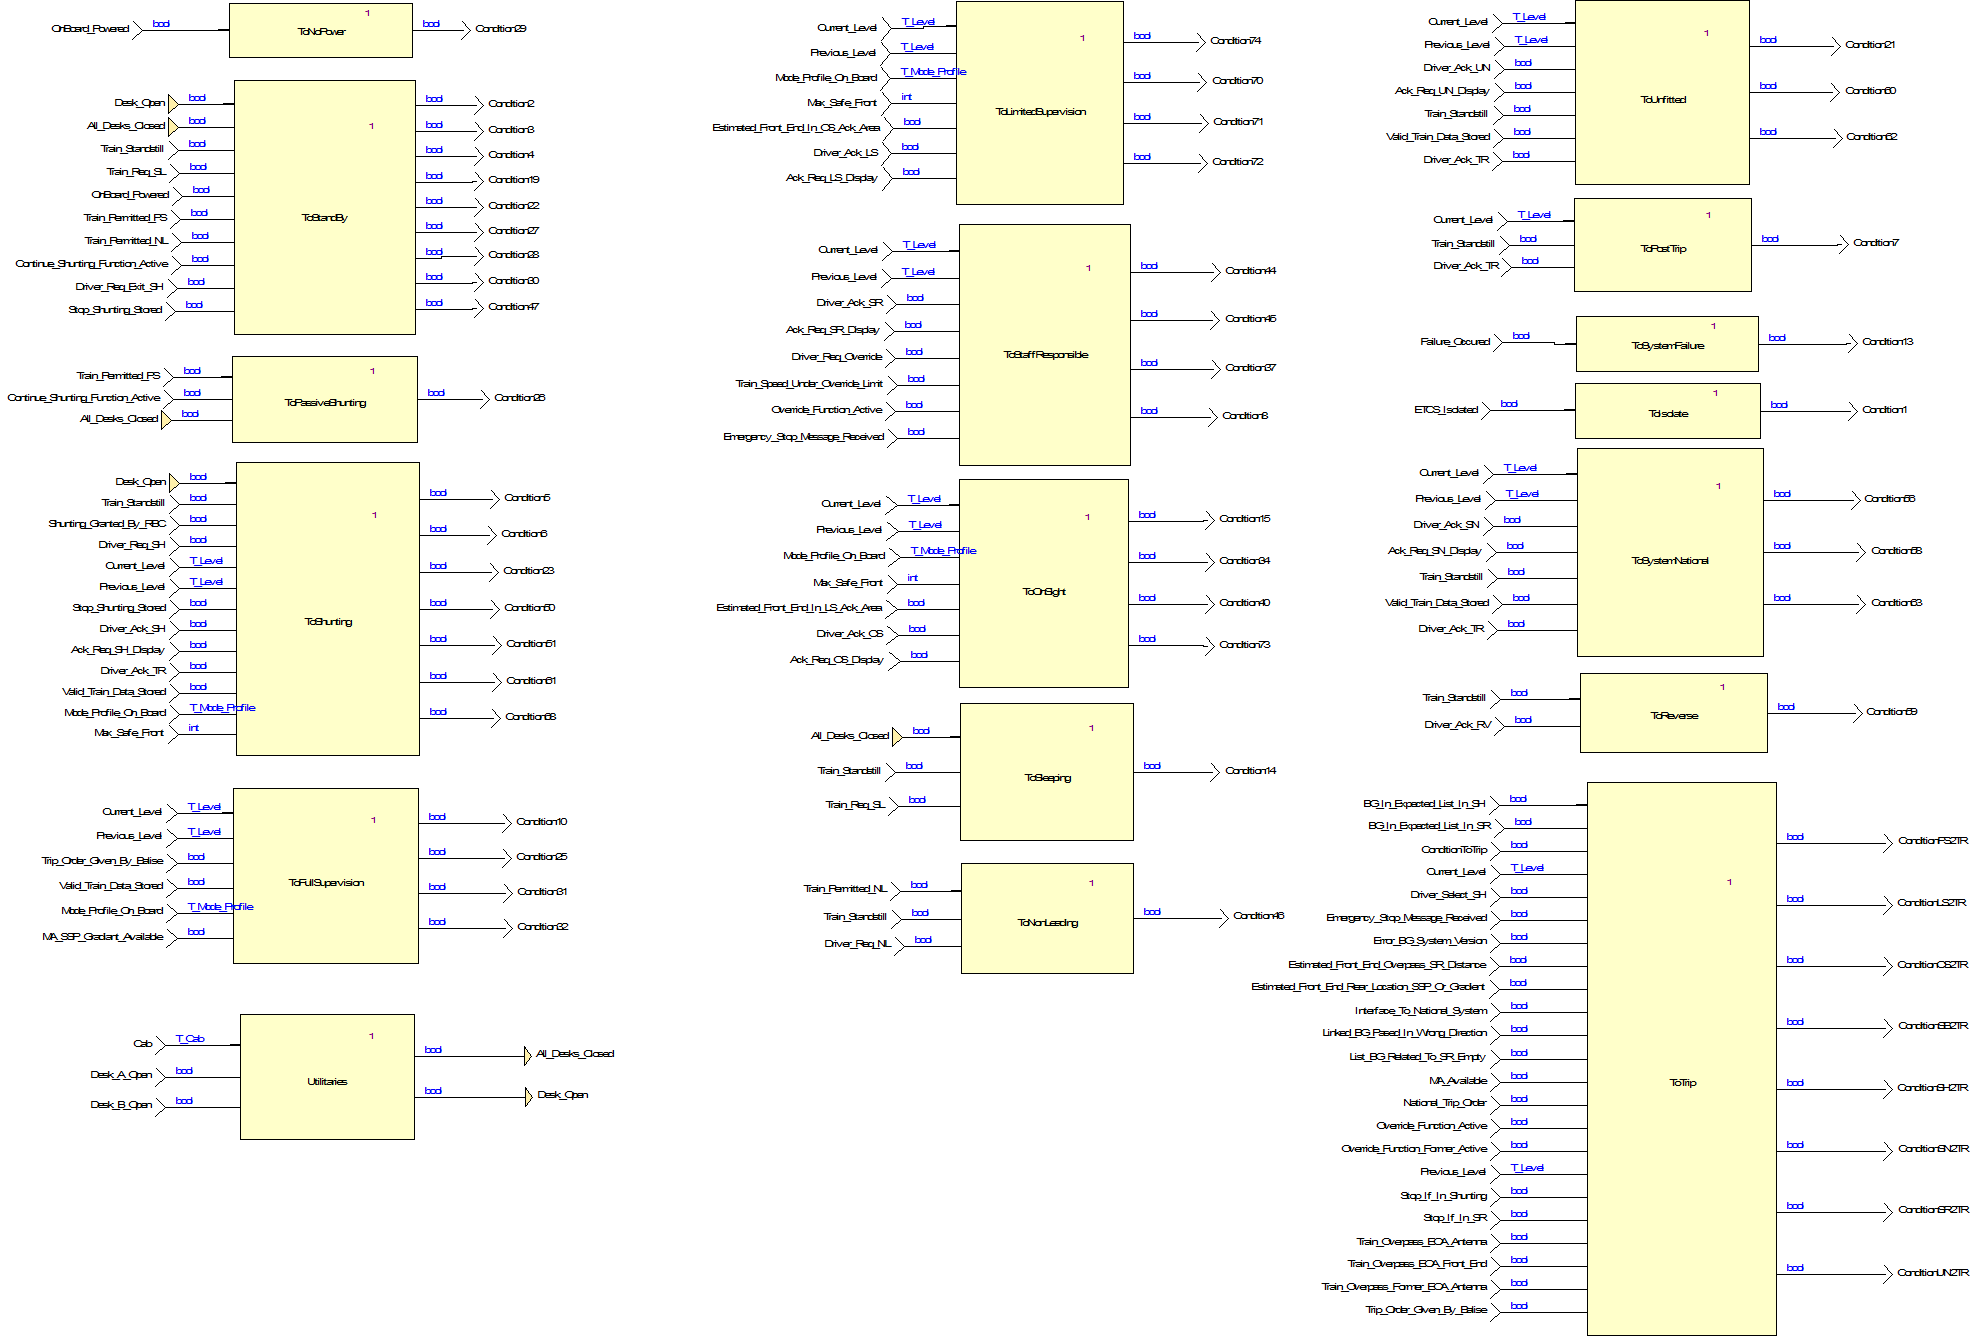 OnBoard_Powered bool 1 ToNoPower bool Condition29
1
ToStandBy
Desk_Open bool
All_Desks_Closed bool
Train_Standstill bool
Train_Req_SL bool
OnBoard_Powered bool
Train_Permitted_PS bool
Train_Permitted_NL bool
Continue_Shunting_Function_Active bool
Driver_Req_Exit_SH bool
Stop_Shunting_Stored bool
bool Condition2
bool Condition3
bool Condition4
bool Condition19
bool Condition22
bool Condition27
bool Condition28
bool Condition30
bool Condition47
1
ToPassiveShunting
Train_Permitted_PS bool
Continue_Shunting_Function_Active bool
All_Desks_Closed bool
bool Condition26
1
ToShunting
Desk_Open bool
Train_Standstill bool
Shunting_Granted_By_RBC bool
Driver_Req_SH bool
Current_Level T_Level
Previous_Level T_Level
Stop_Shunting_Stored bool
Driver_Ack_SH bool
Ack_Req_SH_Display bool
Driver_Ack_TR bool
Valid_Train_Data_Stored bool
Mode_Profile_On_Board T_Mode_Profile
Max_Safe_Front int
bool Condition5
bool Condition6
bool Condition23
bool Condition50
bool Condition51
bool Condition61
bool Condition68
1
ToFullSupervision
Current_Level T_Level
Previous_Level T_Level
Trip_Order_Given_By_Balise bool
Valid_Train_Data_Stored bool
Mode_Profile_On_Board T_Mode_Profile
MA_SSP_Gradiant_Available bool
bool Condition10
bool Condition25
bool Condition31
bool Condition32
1
Utilitaries
Cab T_Cab
Desk_A_Open bool
Desk_B_Open bool
bool All_Desks_Closed
bool Desk_Open
1
ToLimitedSupervision
Current_Level T_Level
Previous_Level T_Level
Mode_Profile_On_Board T_Mode_Profile
Max_Safe_Front int
Estimated_Front_End_In_OS_Ack_Area bool
Driver_Ack_LS bool
Ack_Req_LS_Display bool
bool Condition74
bool Condition70
bool Condition71
bool Condition72
1
ToStaffResponsible
Current_Level T_Level
Previous_Level T_Level
Driver_Ack_SR bool
Ack_Req_SR_Display bool
Driver_Req_Override bool
Train_Speed_Under_Override_Limit bool
Override_Function_Active bool
Emergency_Stop_Message_Received bool
bool Condition44
bool Condition45
bool Condition37
bool Condition8
1
ToOnSight
Current_Level T_Level
Previous_Level T_Level
Mode_Profile_On_Board T_Mode_Profile
Max_Safe_Front int
Estimated_Front_End_In_LS_Ack_Area bool
Driver_Ack_OS bool
Ack_Req_OS_Display bool
bool Condition15
bool Condition34
bool Condition40
bool Condition73
1
ToSleeping
All_Desks_Closed bool
Train_Standstill bool
Train_Req_SL bool
bool Condition14
1
ToNonLeading
Train_Permitted_NL bool
Train_Standstill bool
Driver_Req_NL bool
bool Condition46
1
ToUnfitted
Current_Level T_Level
Previous_Level T_Level
Driver_Ack_UN bool
Ack_Req_UN_Display bool
Train_Standstill bool
Valid_Train_Data_Stored bool
Driver_Ack_TR bool
bool Condition21
bool Condition60
bool Condition62
1
ToPostTrip
Current_Level T_Level
Train_Standstill bool
Driver_Ack_TR bool
bool Condition7
Failure_Occured bool 1 ToSystemFailure bool Condition13
ETCS_Isolated bool 1 ToIsolate bool Condition1
1
ToSystemNational
Current_Level T_Level
Previous_Level T_Level
Driver_Ack_SN bool
Ack_Req_SN_Display bool
Train_Standstill bool
Valid_Train_Data_Stored bool
Driver_Ack_TR bool
bool Condition56
bool Condition58
bool Condition63
1
ToReverse
Train_Standstill bool
Driver_Ack_RV bool
bool Condition59
1
ToTrip
BG_In_Expected_List_In_SH bool
BG_In_Expected_List_In_SR bool
ConditionToTrip bool
Current_Level T_Level
Driver_Select_SH bool
Emergency_Stop_Message_Received bool
Error_BG_System_Version bool
Estimated_Front_End_Overpass_SR_Distance bool
Estimated_Front_End_Rear_Location_SSP_Or_Gradient bool
Interface_To_National_System bool
Linked_BG_Passed_In_Wrong_Direction bool
List_BG_Related_To_SR_Empty bool
MA_Available bool
National_Trip_Order bool
Override_Function_Active bool
Override_Function_Former_Active bool
Previous_Level T_Level
Stop_If_In_Shunting bool
Stop_If_In_SR bool
Train_Overpass_EOA_Antenna bool
Train_Overpass_EOA_Front_End bool
Train_Overpass_Former_EOA_Antenna bool
Trip_Order_Given_By_Balise bool
bool ConditionFS2TR
bool ConditionLS2TR
bool ConditionOS2TR
bool ConditionSB2TR
bool ConditionSH2TR
bool ConditionSN2TR
bool ConditionSR2TR
bool ConditionUN2TR